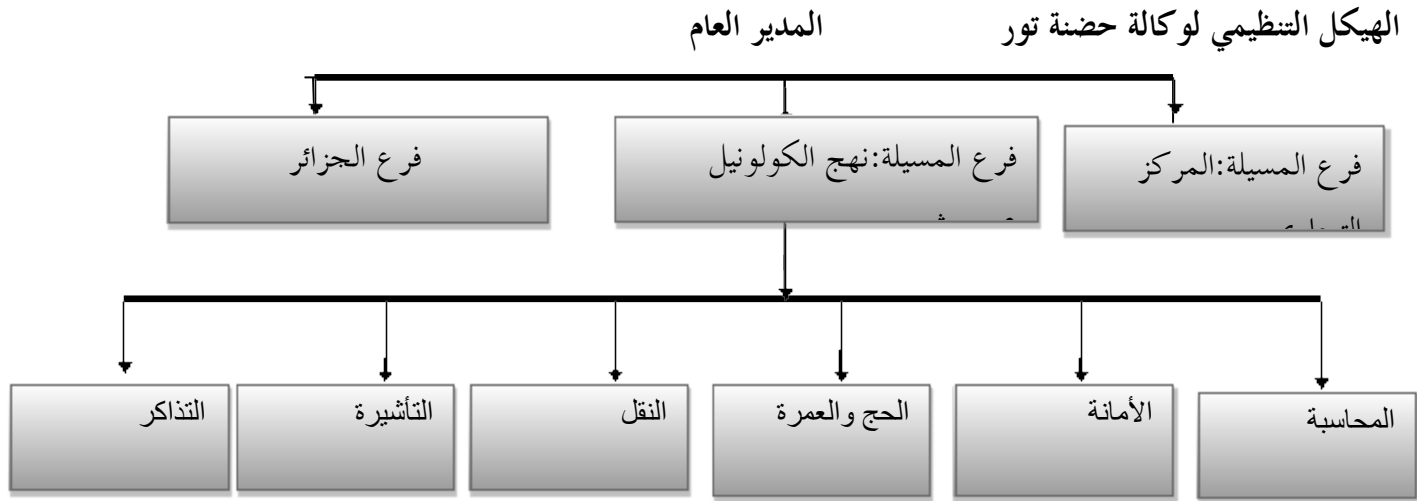 الهيكل التنظيمي لوكالة حضنة تور
المدير العام
فرع المسيلة:المركز
فرع المسيلة:نهج الكولونيل
فرع الجزائر
المحاسبة
الأمانة
الحج والعمرة
النقل
التأشيرة
التذاكر